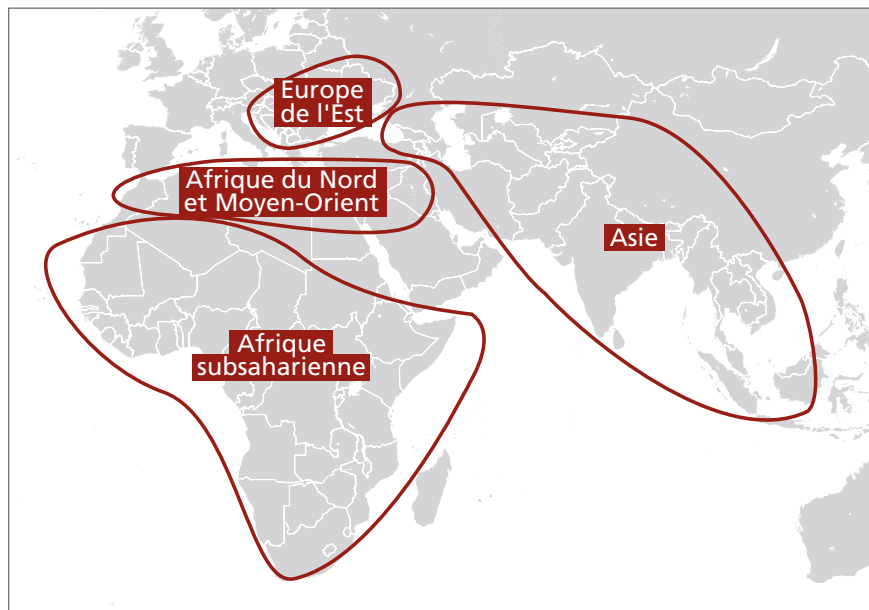 Europe
de l'Est
Afrique du Nord
et Moyen-Orient
Asie
Afrique
subsaharienne